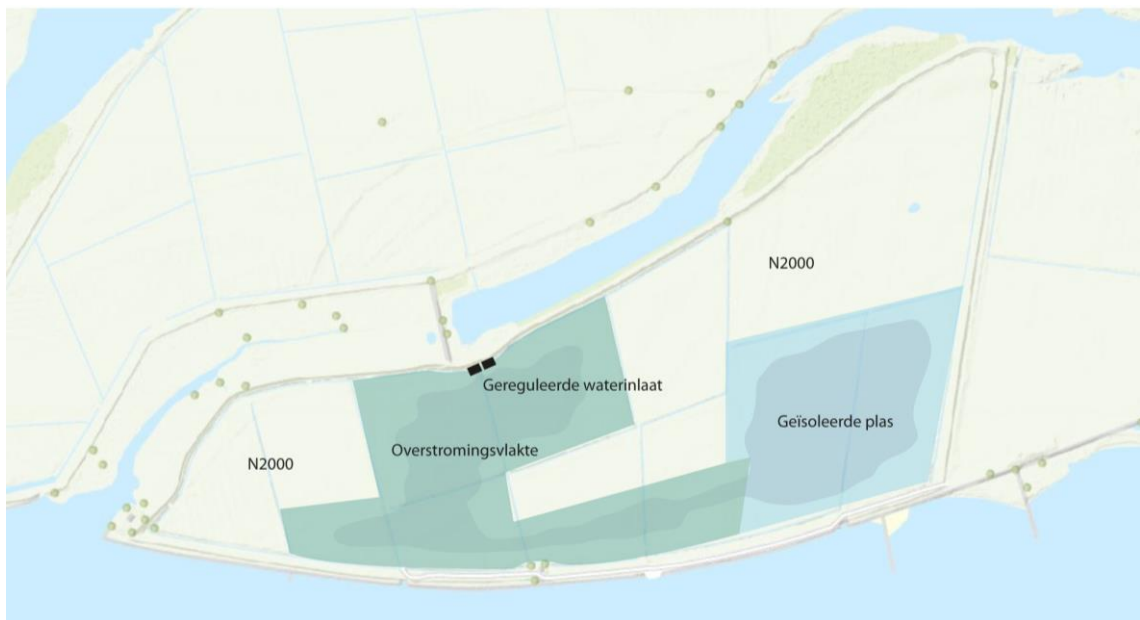 N2000
Gereguleerde waterinlaat
Geïsoleerde plas
Overstromingsvlakte
N2000